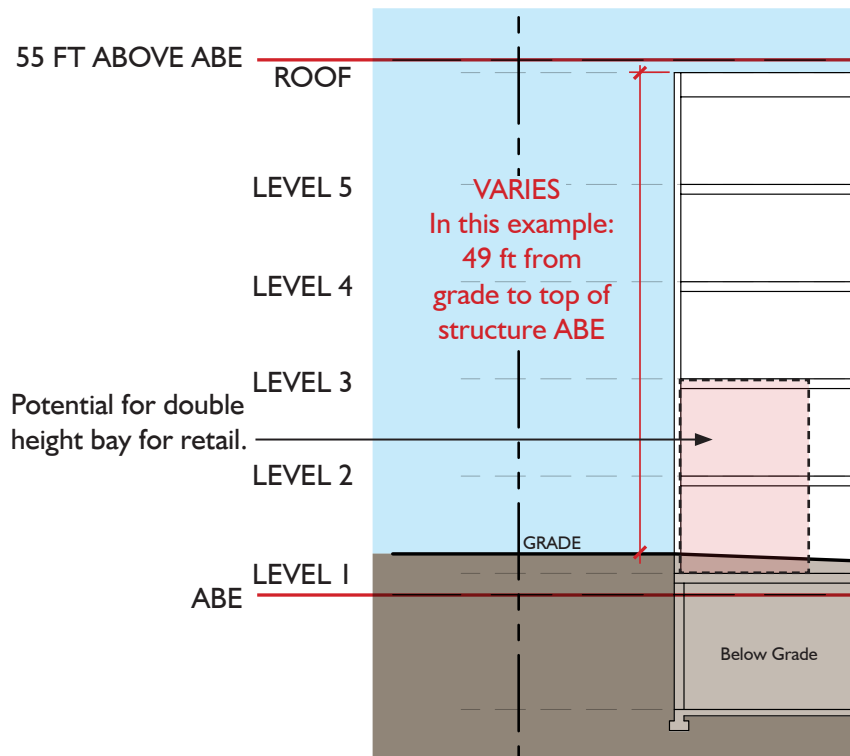 55 FT ABOVE ABE
ROOF
LEVEL 5
VARIES
In this example:
49 ft from
grade to top of
structure ABE
LEVEL 4
LEVEL 3
Potential for double
height bay for retail.
LEVEL 2
GRADE
LEVEL 1
ABE
Below Grade